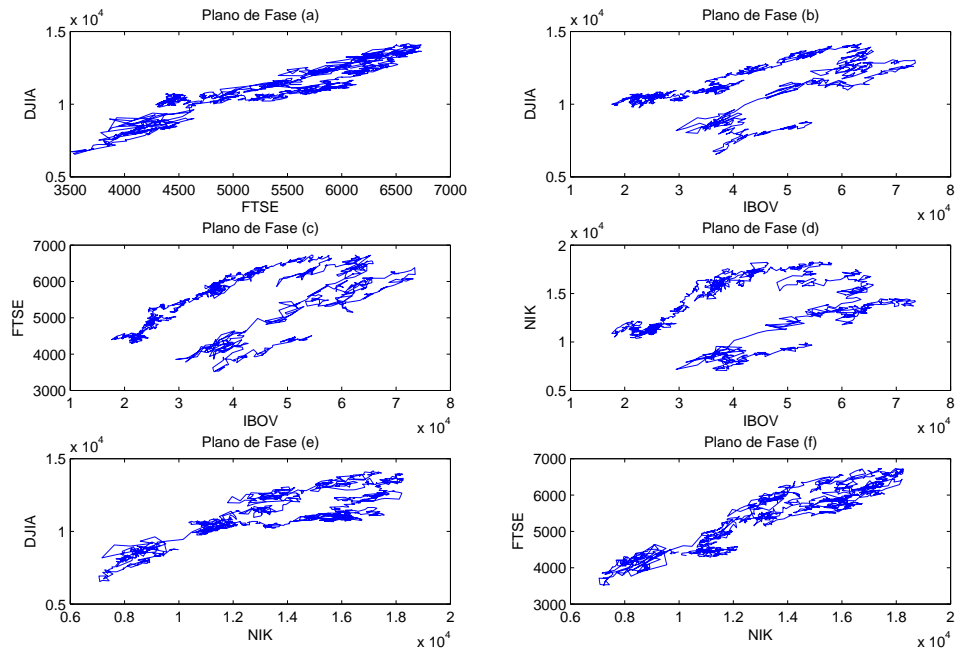 Plano de Fase (a)
x 10^4
1.5
1
0.5
DJIA
3500 4000 4500 5000 5500 6000 6500 7000
FTSE
Plano de Fase (b)
x 10^4
1.5
1
0.5
DJIA
1 2 3 4 5 6 7 8
IBOV
x 10^4
Plano de Fase (c)
7000
6000
5000
4000
3000
FTSE
1 2 3 4 5 6 7 8
IBOV
x 10^4
Plano de Fase (d)
x 10^4
2
1.5
1
0.5
NIK
1 2 3 4 5 6 7 8
IBOV
x 10^4
Plano de Fase (e)
x 10^4
1.5
1
0.5
DJIA
0.6 0.8 1 1.2 1.4 1.6 1.8 2
NIK
x 10^4
Plano de Fase (f)
7000
6000
5000
4000
3000
FTSE
0.6 0.8 1 1.2 1.4 1.6 1.8 2
NIK
x 10^4